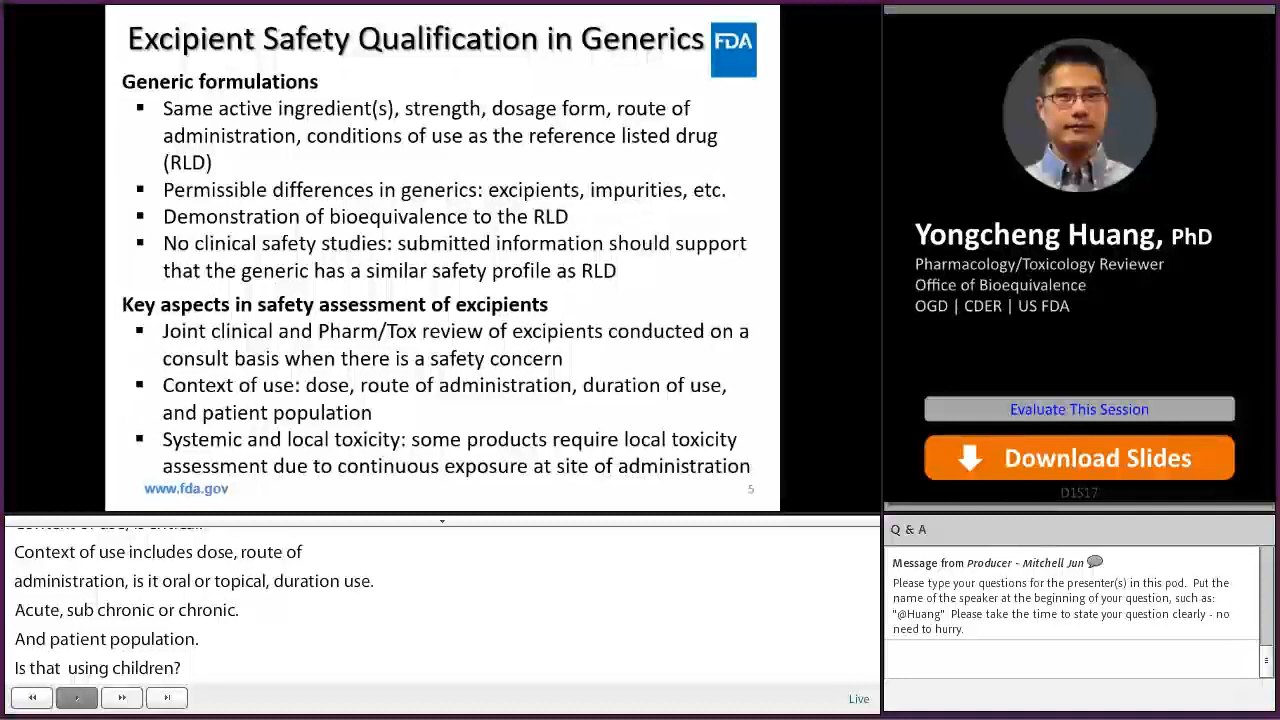 Excipient Safety Qualification in Generics
FDA
Generic formulations
▪ Same active ingredient(s), strength, dosage form, route of
administration, conditions of use as the reference listed drug
(RLD)
▪ Permissible differences in generics: excipients, impurities, etc.
▪ Demonstration of bioequivalence to the RLD
▪ No clinical safety studies: submitted information should support
that the generic has a similar safety profile as RLD
Key aspects in safety assessment of excipients
▪ Joint clinical and Pharm/Tox review of excipients conducted on a
consult basis when there is a safety concern
▪ Context of use: dose, route of administration, duration of use,
and patient population
▪ Systemic and local toxicity: some products require local toxicity
assessment due to continuous exposure at site of administration
www.fda.gov
5
Yongcheng Huang, PhD
Pharmacology/Toxicology Reviewer
Office of Bioequivalence
OGD | CDER | US FDA
Evaluate This Session
Download Slides
D1517
Context of use includes dose, route of
administration, is it oral or topical, duration use.
Acute, sub chronic or chronic.
And patient population.
Is that  using children?
Live
Q & A
Message from Producer - Mitchell Jun
Please type your questions for the presenter(s) in this pod.  Put the
name of the speaker at the beginning of your question, such as:
"@Huang"  Please take the time to state your question clearly - no
need to hurry.